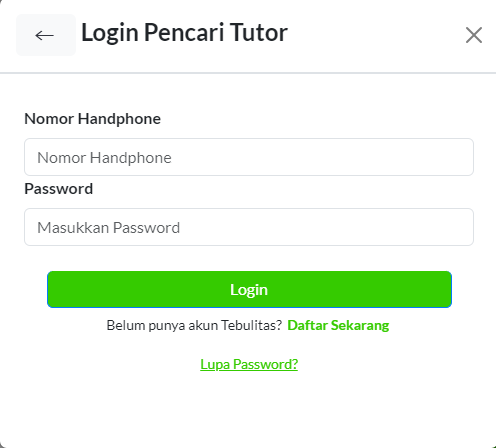 ← Login Pencari Tutor
Nomor Handphone
Nomor Handphone
Password
Masukkan Password
Login
Belum punya akun Tebulitas? Daftar Sekarang
Lupa Password?